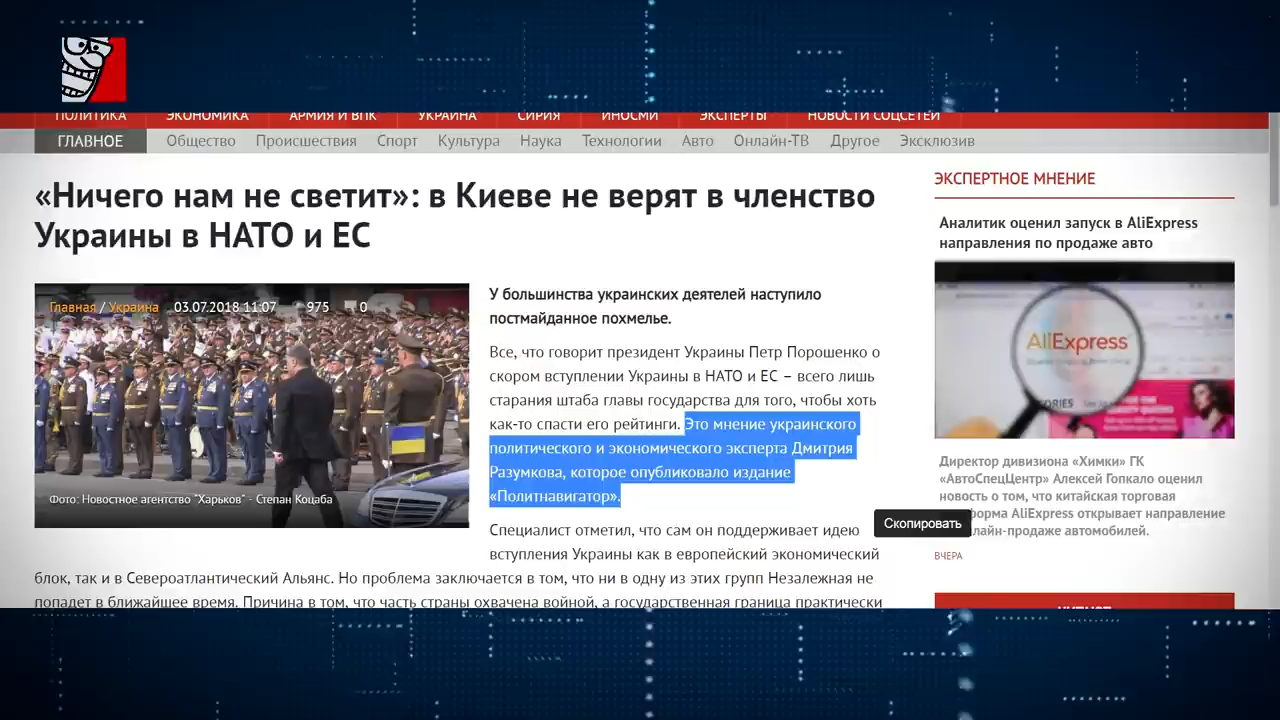 ПОЛИТИКА ЭКОНОМИКА АРМИЯ И ВПК УКРАИНА СИРИЯ ИНОСМИ ЭКСПЕРТЫ НОВОСТИ СОЦСЕТЕЙ
ГЛАВНОЕ Общество Происшествия Спорт Культура Наука Технологии Авто Онлайн-ТВ Другое Эксклюзив
«Ничего нам не светит»: в Киеве не верят в членство
Украины в НАТО и ЕС
Главная / Украина 03.07.2018 11:07 975 0
Фото: Новостное агентство "Харьков" - Степан Коцаба
У большинства украинских деятелей наступило
постмайданное похмелье.
Все, что говорит президент Украины Петр Порошенко о
скором вступлении Украины в НАТО и ЕС – всего лишь
старания штаба главы государства для того, чтобы хоть
как-то спасти его рейтинги. Это мнение украинского
политического и экономического эксперта Дмитрия
Разумкова, которое опубликовало издание
«Политнавигатор».
Специалист отметил, что сам он поддерживает идею
вступления Украины как в европейский экономический
блок, так и в Североатлантический Альянс. Но проблема заключается в том, что ни в одну из этих групп Незалежная не
попадет в ближайшее время. Причина в том, что часть страны охвачена войной, а государственная граница практически
ЭКСПЕРТНОЕ МНЕНИЕ
Аналитик оценил запуск в AliExpress
направления по продаже авто
AliExpress
Директор дивизиона «Химки» ГК
«АвтоСпецЦентр» Алексей Гопкало оценил
новость о том, что китайская торговая
форма AliExpress открывает направление
лайн-продаже автомобилей.
Скопировать
ВЧЕРА